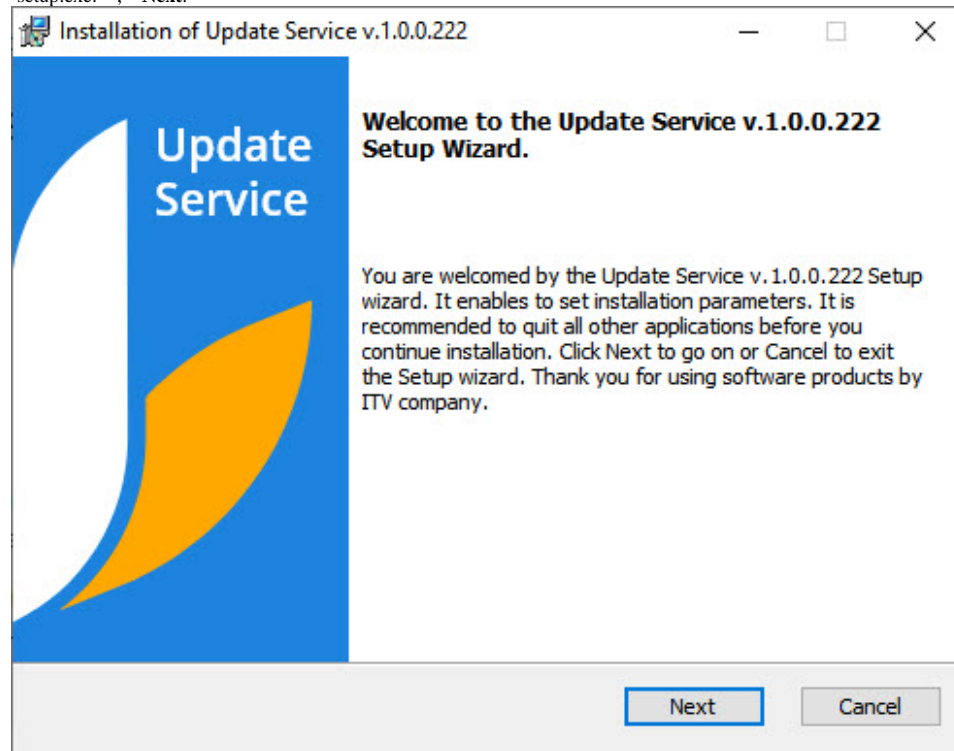 setup.exe. , Next.
Installation of Update Service v.1.0.0.222
Update
Service
Welcome to the Update Service v.1.0.0.222
Setup Wizard.
You are welcomed by the Update Service v.1.0.0.222 Setup
wizard. It enables to set installation parameters. It is
recommended to quit all other applications before you
continue installation. Click Next to go on or Cancel to exit
the Setup wizard. Thank you for using software products by
ITV company.
Next
Cancel